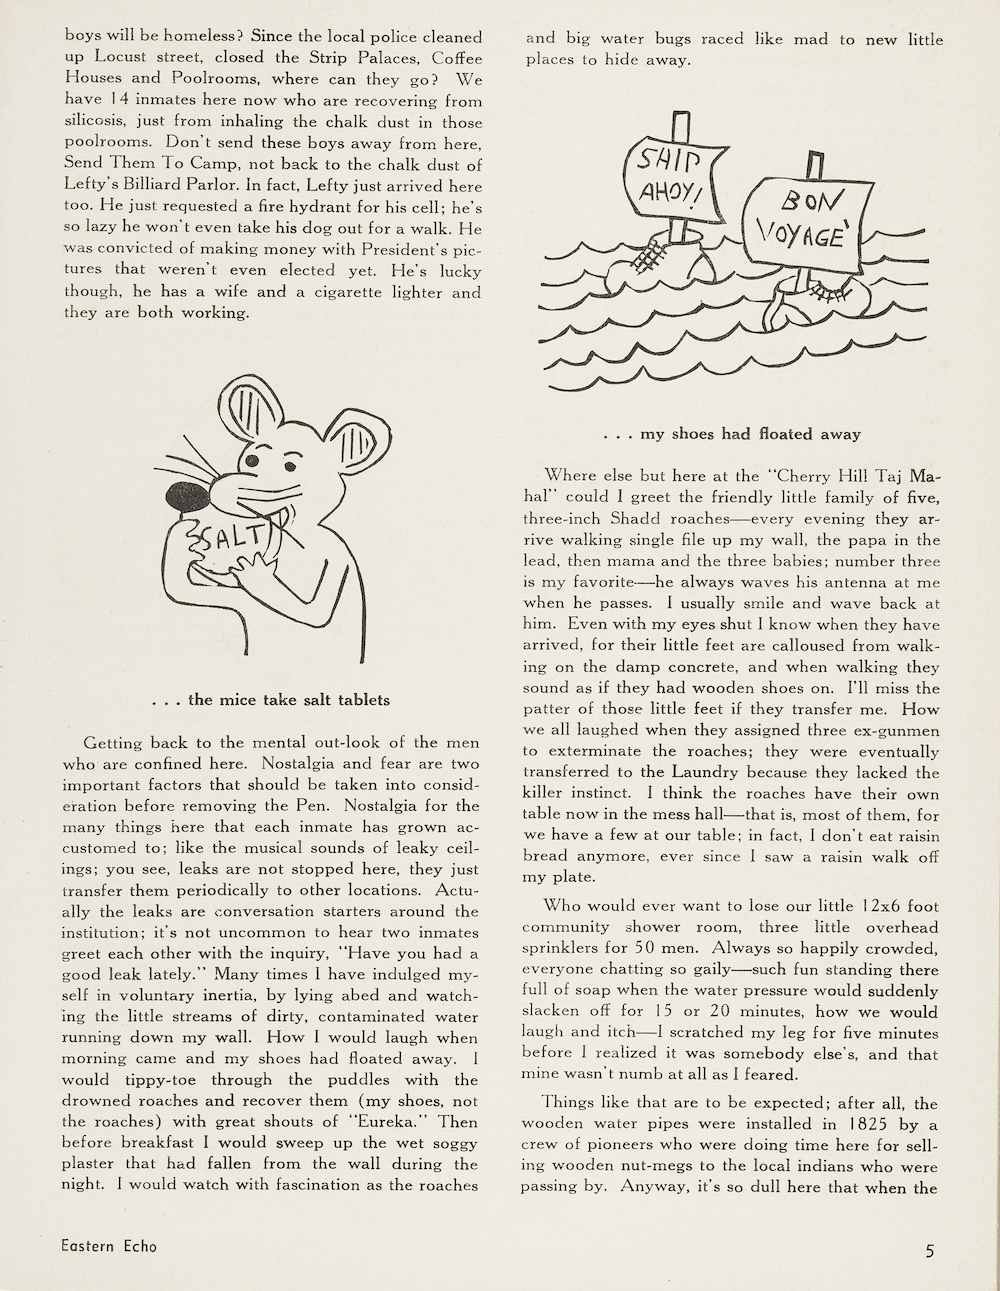 boys will be homeless? Since the local police cleaned
up Locust street, closed the Strip Palaces, Coffee
Houses and Poolrooms, where can they go? We
have 14 inmates here now who are recovering from
silicosis, just from inhaling the chalk dust in those
poolrooms. Don't send these boys away from here,
Send Them To Camp, not back to the chalk dust of
Lefty's Billiard Parlor. In fact, Lefty just arrived here
too. He just requested a fire hydrant for his cell; he's
so lazy he won't even take his dog out for a walk. He
was convicted of making money with President's pic-
tures that weren't even elected yet. He's lucky
though, he has a wife and a cigarette lighter and
they are both working.
SALT
. . . the mice take salt tablets
Getting back to the mental out-look of the men
who are confined here. Nostalgia and fear are two
important factors that should be taken into consid-
eration before removing the Pen. Nostalgia for the
many things here that each inmate has grown ac-
customed to; like the musical sounds of leaky ceil-
ings; you see, leaks are not stopped here, they just
transfer them periodically to other locations. Actu-
ally the leaks are conversation starters around the
institution; it's not uncommon to hear two inmates
greet each other with the inquiry, "Have you had a
good leak lately." Many times I have indulged my-
self in voluntary inertia, by lying abed and watch-
ing the little streams of dirty, contaminated water
running down my wall. How I would laugh when
morning came and my shoes had floated away. I
would tippy-toe through the puddles with the
drowned roaches and recover them (my shoes, not
the roaches) with great shouts of "Eureka." Then
before breakfast I would sweep up the wet soggy
plaster that had fallen from the wall during the
night. I would watch with fascination as the roaches
and big water bugs raced like mad to new little
places to hide away.
SHIP
AHOY!
BON
VOYAGE
. . . my shoes had floated away
Where else but here at the "Cherry Hill Taj Ma-
hal" could I greet the friendly little family of five,
three-inch Shadd roaches—every evening they ar-
rive walking single file up my wall, the papa in the
lead, then mama and the three babies; number three
is my favorite—he always waves his antenna at me
when he passes. I usually smile and wave back at
him. Even with my eyes shut I know when they have
arrived, for their little feet are calloused from walk-
ing on the damp concrete, and when walking they
sound as if they had wooden shoes on. I'll miss the
patter of those little feet if they transfer me. How
we all laughed when they assigned three ex-gunmen
to exterminate the roaches; they were eventually
transferred to the Laundry because they lacked the
killer instinct. I think the roaches have their own
table now in the mess hall—that is, most of them, for
we have a few at our table; in fact, I don't eat raisin
bread anymore, ever since I saw a raisin walk off
my plate.
Who would ever want to lose our little 12x6 foot
community shower room, three little overhead
sprinklers for 50 men. Always so happily crowded,
everyone chatting so gaily—such fun standing there
full of soap when the water pressure would suddenly
slacken off for 15 or 20 minutes, how we would
laugh and itch—I scratched my leg for five minutes
before I realized it was somebody else's, and that
mine wasn't numb at all as I feared.
Things like that are to be expected; after all, the
wooden water pipes were installed in 1825 by a
crew of pioneers who were doing time here for sell-
ing wooden nut-megs to the local indians who were
passing by. Anyway, it's so dull here that when the
Eastern Echo
5